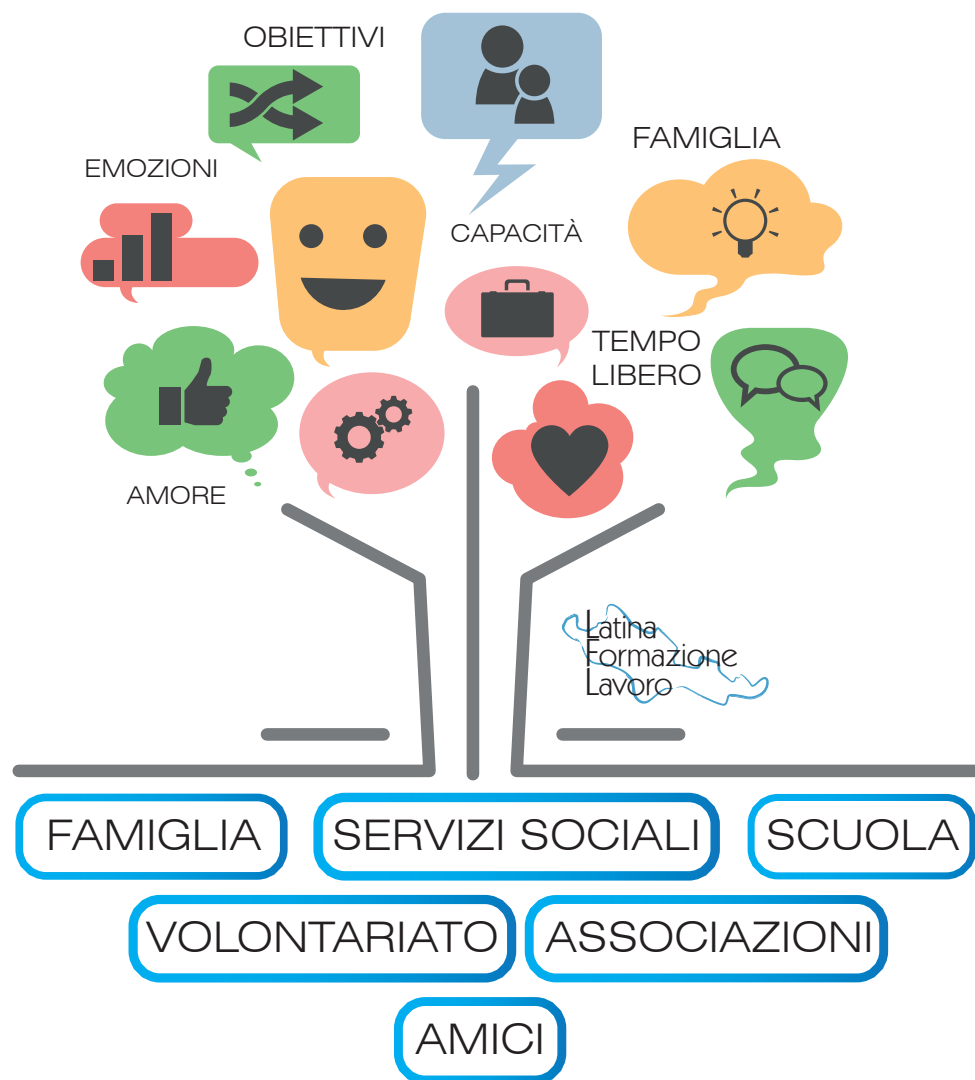 OBIETTIVI
FAMIGLIA
EMOZIONI
CAPACITÀ
TEMPO
LIBERO
AMORE
Latina
Formazione
Lavoro
FAMIGLIA
SERVIZI SOCIALI
SCUOLA
VOLONTARIATO
ASSOCIAZIONI
AMICI